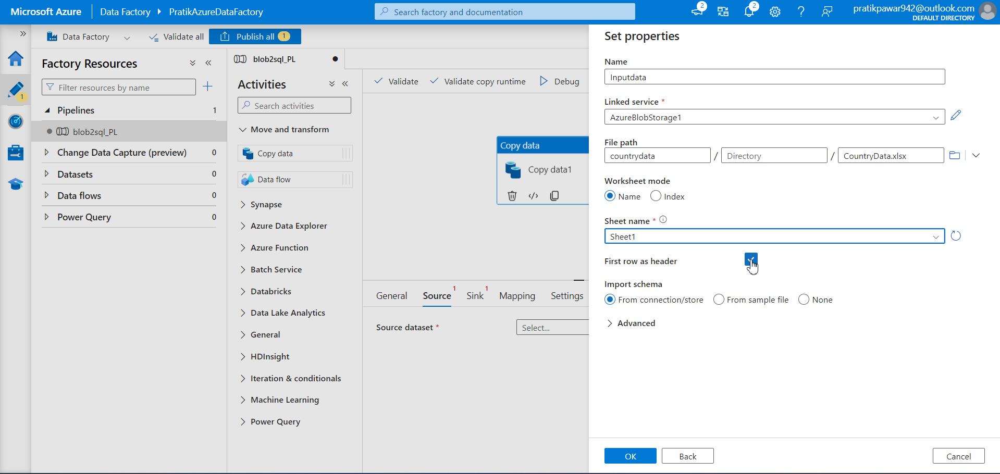 Microsoft Azure
Data Factory
PratikAzureDataFactory
Search factory and documentation
2
2
pratikpawar942@outlook.com
DEFAULT DIRECTORY
Data Factory
Validate all
Publish all
1
1
Factory Resources
Filter resources by name
Pipelines 1
blob2sql_PL
Change Data Capture (preview) 0
Datasets 0
Data flows 0
Power Query 0
blob2sql_PL
Activities
Search activities
Move and transform
Copy data
Data flow
Synapse
Azure Data Explorer
Azure Function
Batch Service
Databricks
Data Lake Analytics
General
HDInsight
Iteration & conditionals
Machine Learning
Power Query
Validate
Validate copy runtime
Debug
Copy data
Copy data1
General
Source 1
Sink 1
Mapping
Settings
Source dataset *
Select...
Set properties
Name
Inputdata
Linked service *
AzureBlobStorage1
File path
countrydata / Directory / CountryData.xlsx
Worksheet mode
Name Index
Sheet name *
Sheet1
First row as header
Import schema
From connection/store From sample file None
Advanced
OK Back Cancel